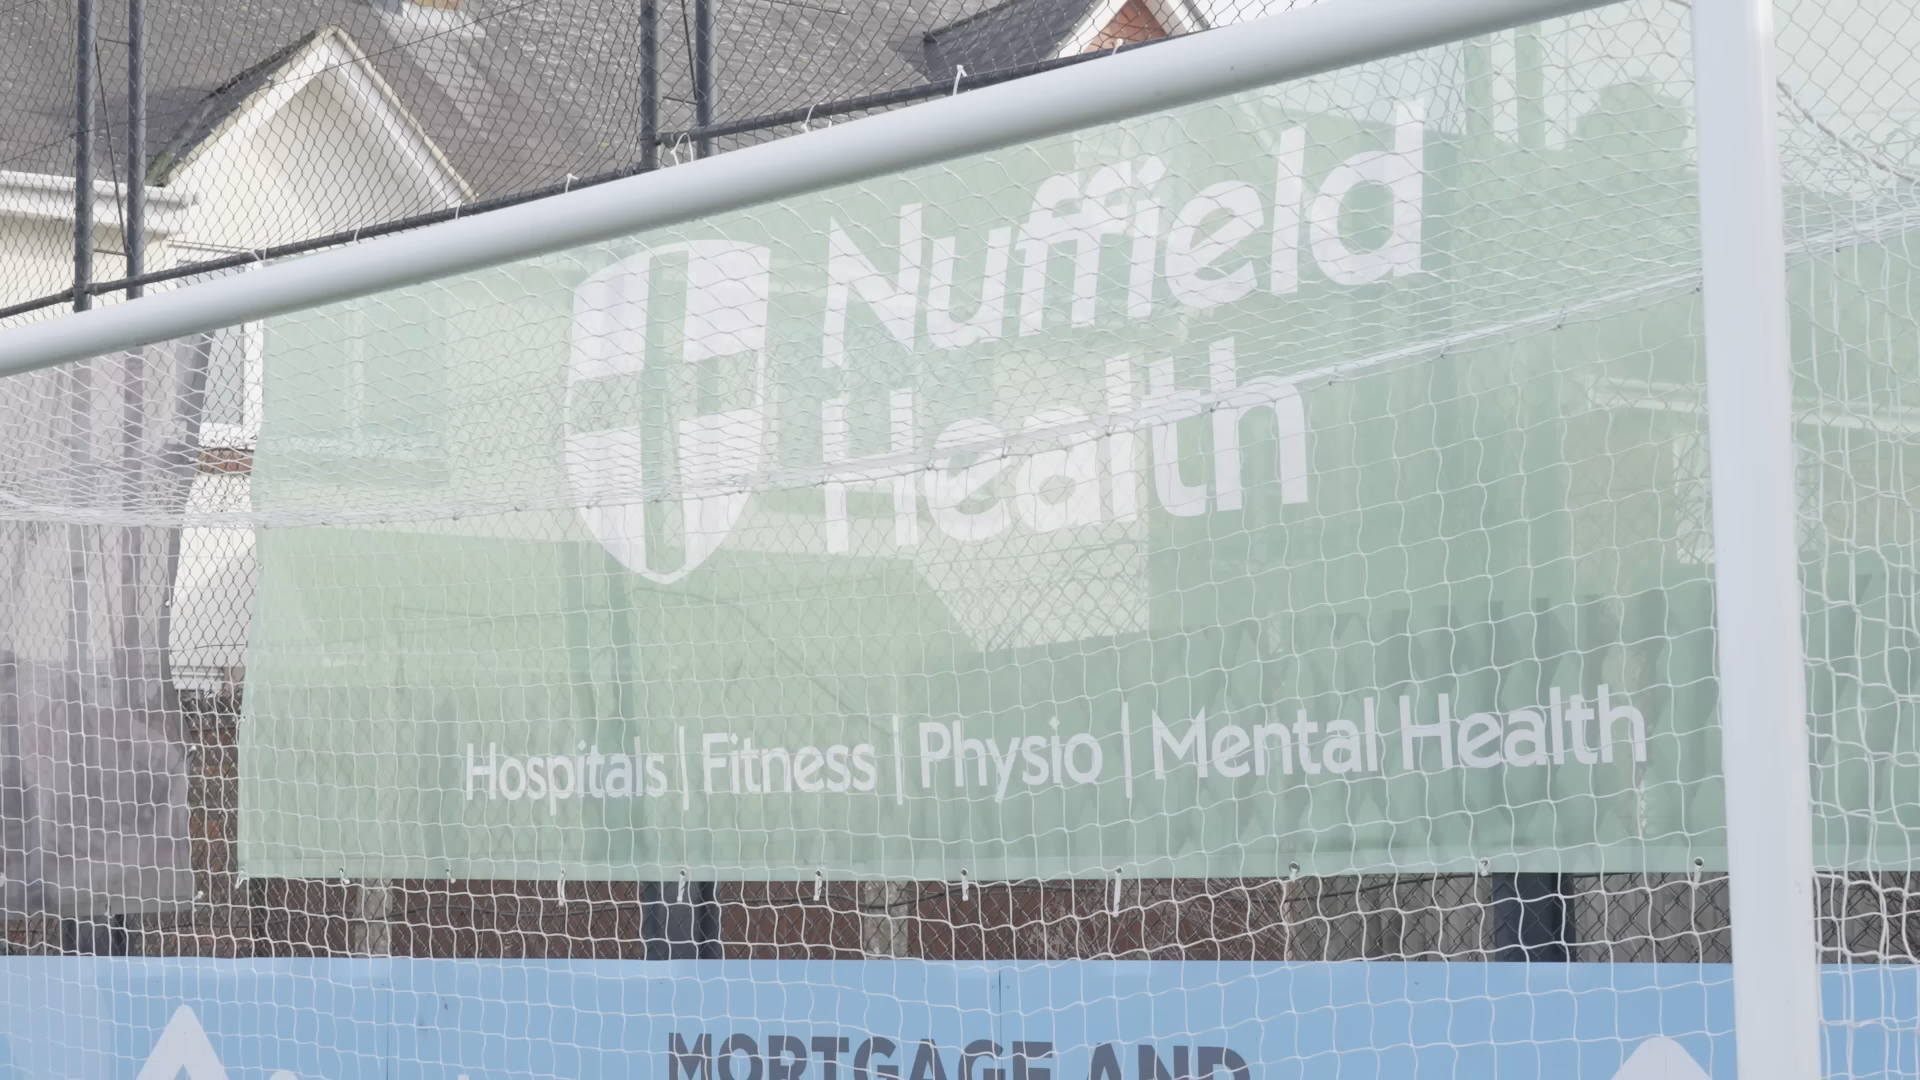 Nuffield
Health
Hospitals | Fitness | Physio | Mental Health
MORTGAGE AND